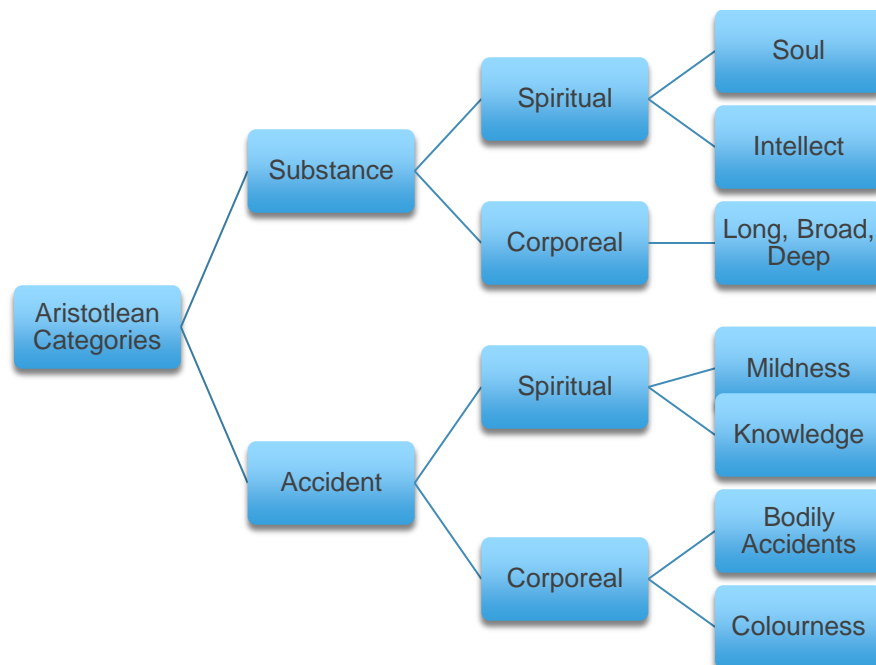 Soul
Spiritual
Intellect
Substance
Corporeal
Long, Broad,
Deep
Aristotlean
Categories
Mildness
Spiritual
Knowledge
Accident
Bodily
Accidents
Corporeal
Colourness